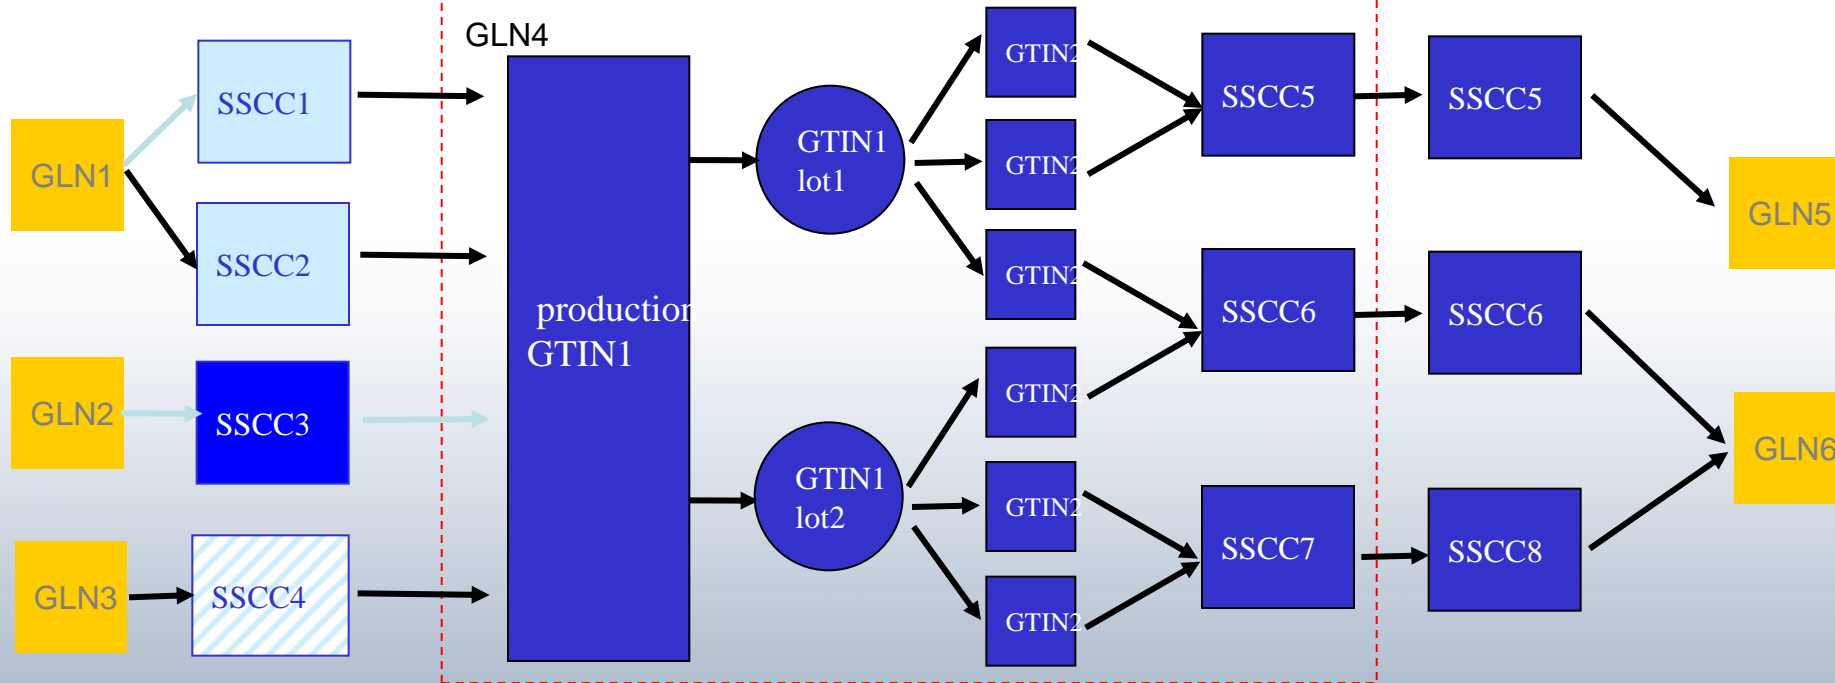 GLN4
GLN1
GLN2
GLN3
SSCC1
SSCC2
SSCC3
SSCC4
production
GTIN1
GTIN1
lot1
GTIN1
lot2
GTIN2
GTIN2
GTIN2
GTIN2
GTIN2
GTIN2
SSCC5
SSCC6
SSCC7
SSCC5
SSCC6
SSCC8
GLN5
GLN6